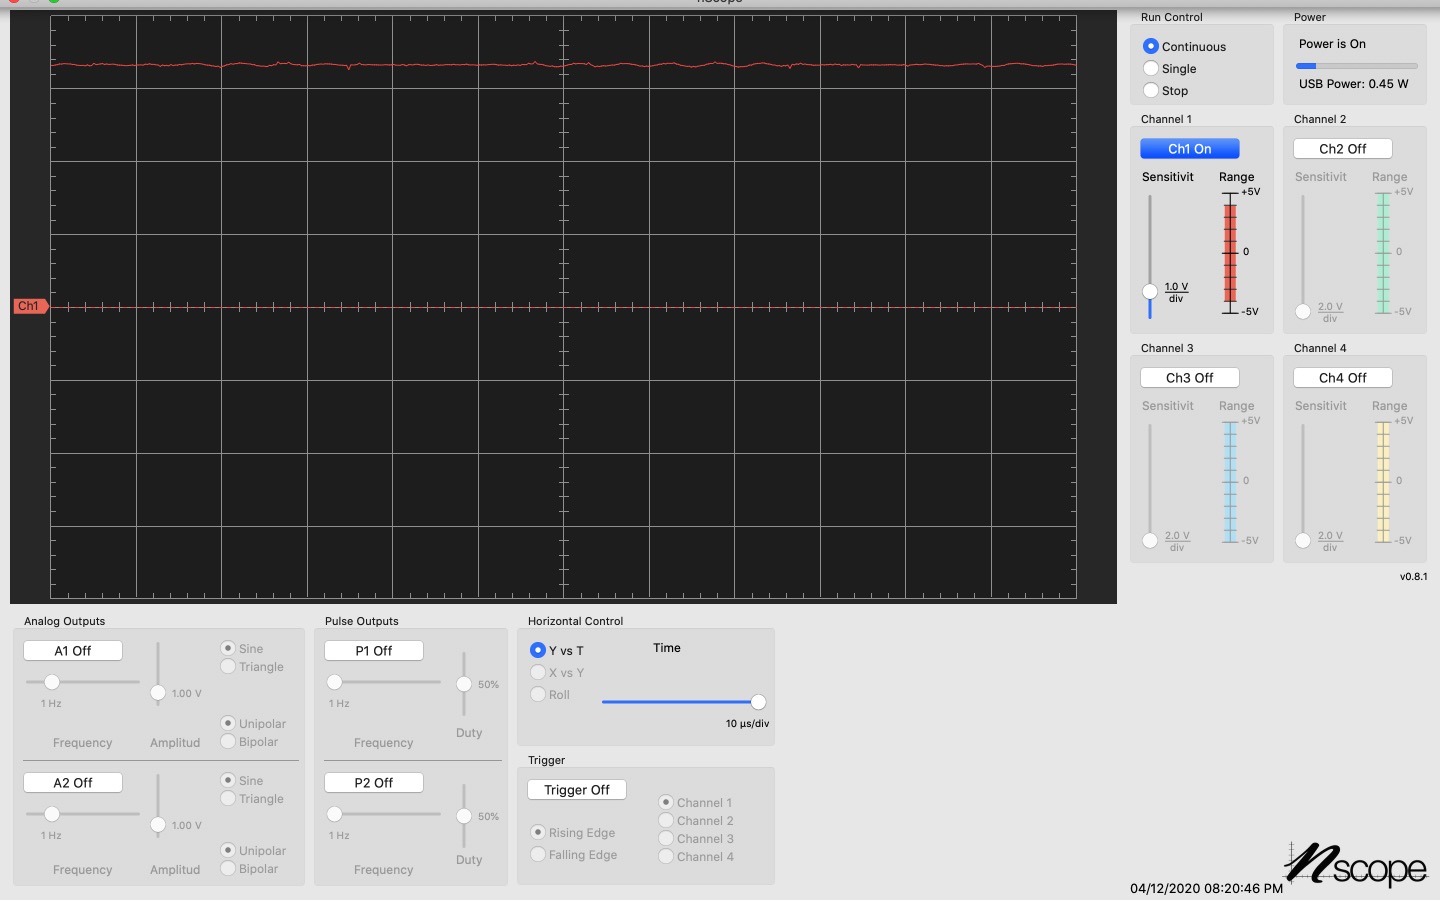 nScope
Run Control
Continuous
Single
Stop
Power
Power is On
USB Power: 0.45 W
Channel 1
Ch1 On
Sensitivit
Range
+5V
0
-5V
1.0 V
div
Channel 2
Ch2 Off
Sensitivit
Range
+5V
0
-5V
2.0 V
div
Ch1
Channel 3
Ch3 Off
Sensitivit
Range
+5V
0
-5V
2.0 V
div
Channel 4
Ch4 Off
Sensitivit
Range
+5V
0
-5V
2.0 V
div
v0.8.1
Analog Outputs
A1 Off
1 Hz
Frequency
1.00 V
Amplitud
Sine
Triangle
Unipolar
Bipolar
A2 Off
1 Hz
Frequency
1.00 V
Amplitud
Sine
Triangle
Unipolar
Bipolar
Pulse Outputs
P1 Off
1 Hz
Frequency
50%
Duty
P2 Off
1 Hz
Frequency
50%
Duty
Horizontal Control
Y vs T
X vs Y
Roll
Time
10 µs/div
Trigger
Trigger Off
Rising Edge
Falling Edge
Channel 1
Channel 2
Channel 3
Channel 4
nscope
04/12/2020 08:20:46 PM